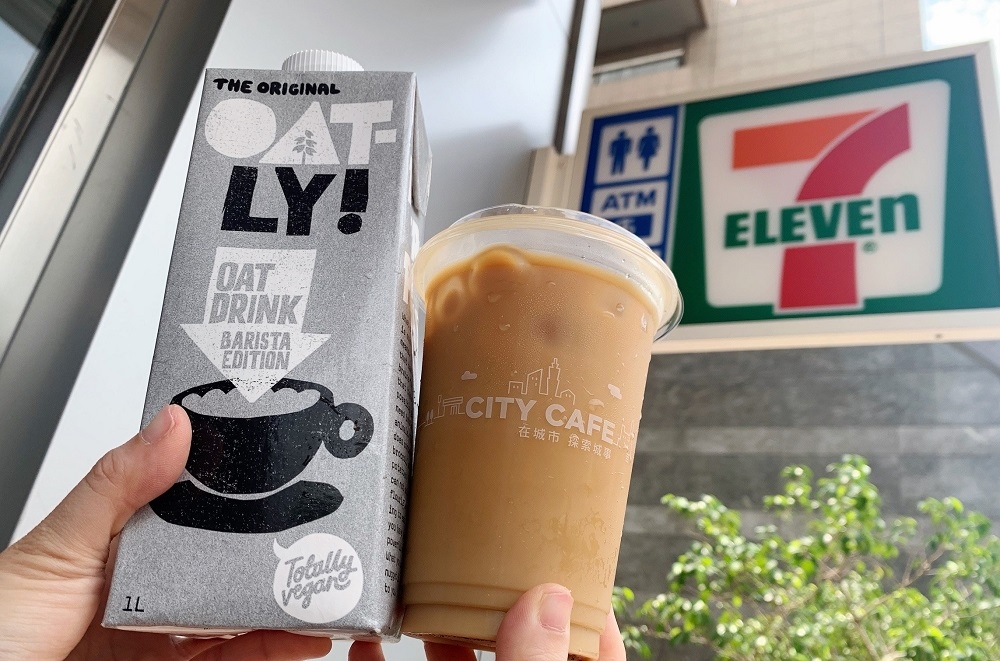 THE ORIGINAL
OAT-
LY!
OAT
DRINK
BARISTA
EDITION
Totally
vegan
1L
CITY CAFE
在城市 探索城事
ATM
7
ELEVEn
®